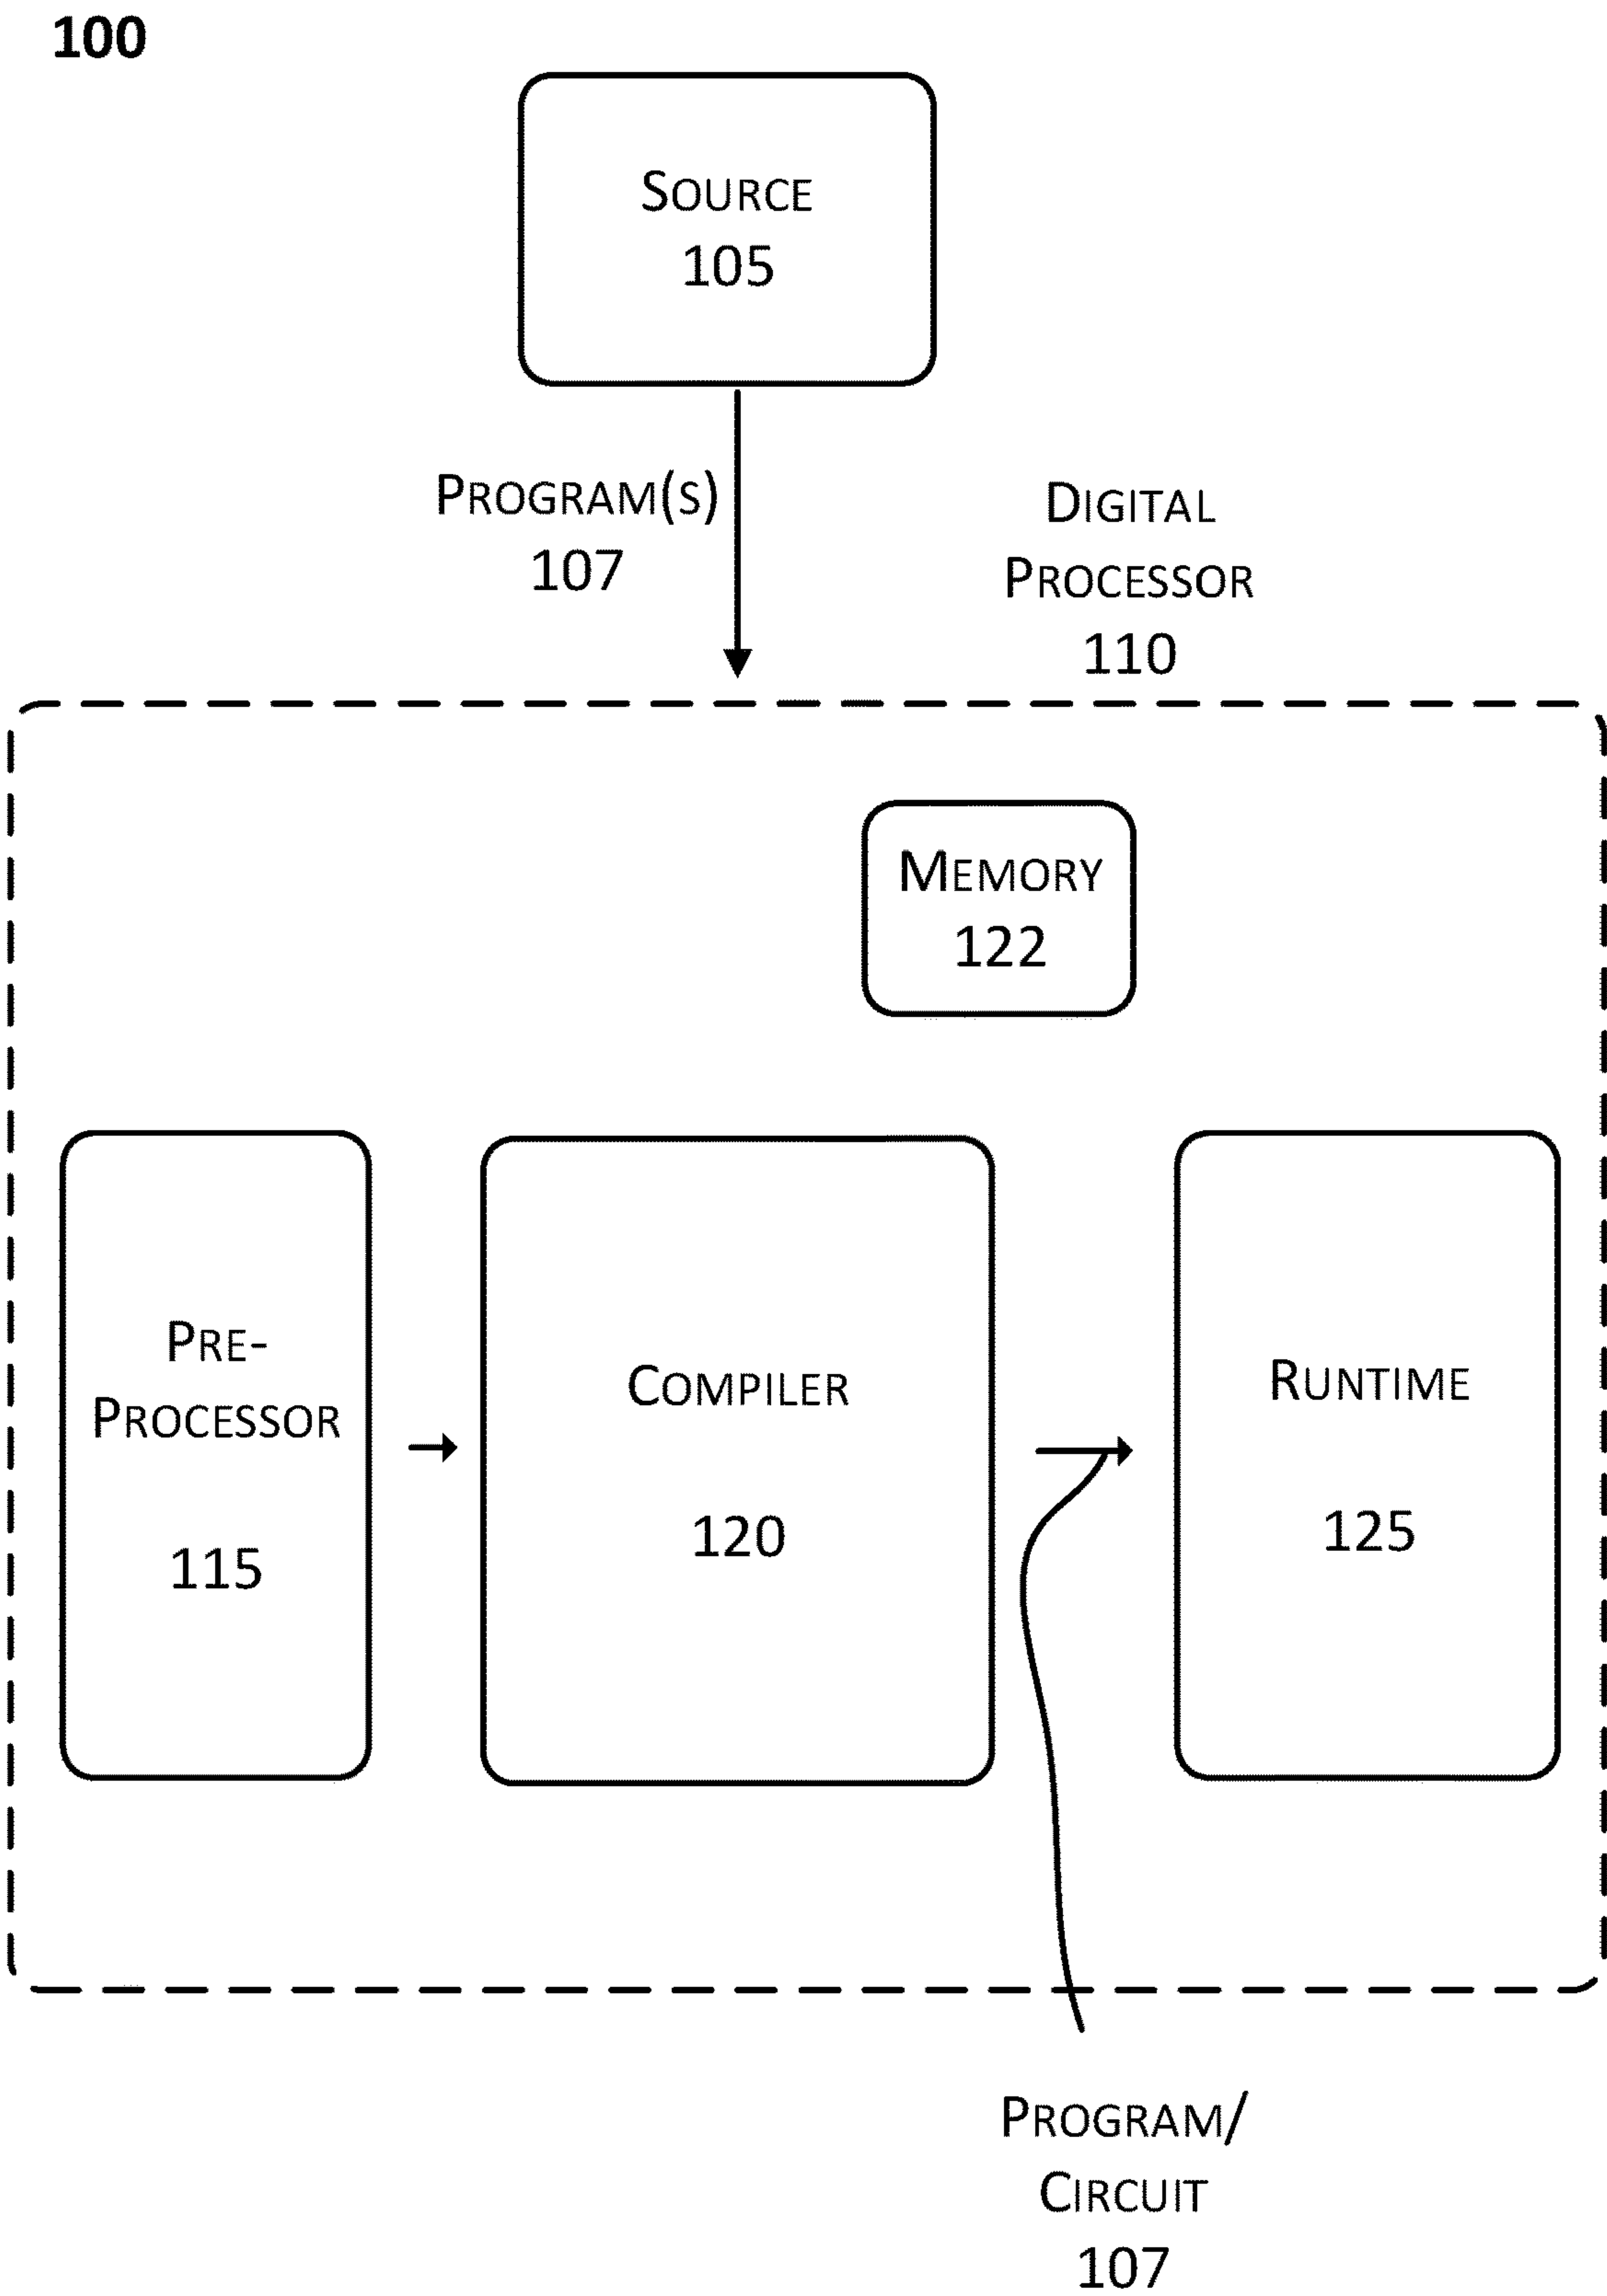 100
SOURCE
105
PROGRAM(S)
107
DIGITAL
PROCESSOR
110
MEMORY
122
PRE-
PROCESSOR
115
COMPILER
120
RUNTIME
125
PROGRAM/
CIRCUIT
107